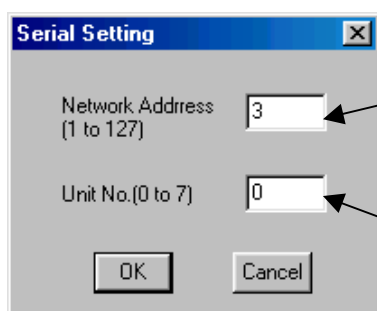 Serial Setting
Network Addrress
(1 to 127)
3
Unit No.(0 to 7)
0
OK
Cancel